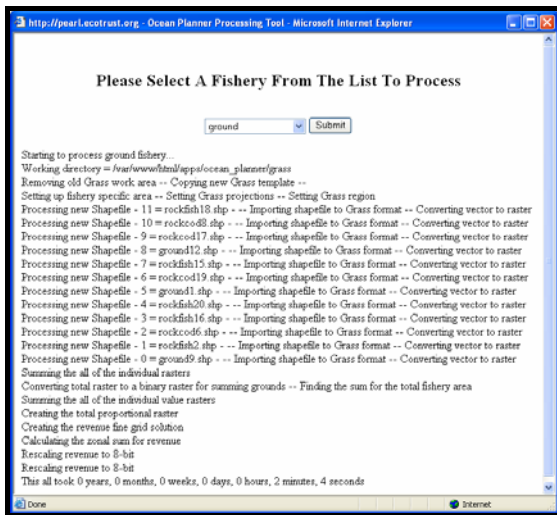 http://pearl.ecotrust.org - Ocean Planner Processing Tool - Microsoft Internet Explorer
Please Select A Fishery From The List To Process
ground Submit
Starting to process ground fishery...
Working directory = /var/www/html/apps/ocean_planner/grass
Removing old Grass work area -- Copying new Grass template --
Setting up fishery specific area -- Setting Grass projections -- Setting Grass region
Processing new Shapefile - 11 = rockfish18.shp - -- Importing shapefile to Grass format -- Converting vector to raster
Processing new Shapefile - 10 = rockcod8.shp - -- Importing shapefile to Grass format -- Converting vector to raster
Processing new Shapefile - 9 = rockcod17.shp - -- Importing shapefile to Grass format -- Converting vector to raster
Processing new Shapefile - 8 = ground12.shp - -- Importing shapefile to Grass format -- Converting vector to raster
Processing new Shapefile - 7 = rockfish15.shp - -- Importing shapefile to Grass format -- Converting vector to raster
Processing new Shapefile - 6 = rockcod19.shp - -- Importing shapefile to Grass format -- Converting vector to raster
Processing new Shapefile - 5 = ground1.shp - -- Importing shapefile to Grass format -- Converting vector to raster
Processing new Shapefile - 4 = rockfish20.shp - -- Importing shapefile to Grass format -- Converting vector to raster
Processing new Shapefile - 3 = rockfish16.shp - -- Importing shapefile to Grass format -- Converting vector to raster
Processing new Shapefile - 2 = rockcod6.shp - -- Importing shapefile to Grass format -- Converting vector to raster
Processing new Shapefile - 1 = rockfish2.shp - -- Importing shapefile to Grass format -- Converting vector to raster
Processing new Shapefile - 0 = ground9.shp - -- Importing shapefile to Grass format -- Converting vector to raster
Summing the all of the individual rasters
Converting total raster to a binary raster for summing grounds -- Finding the sum for the total fishery area
Summing the all of the individual value rasters
Creating the total proportional raster
Creating the revenue fine grid solution
Calculating the zonal sum for revenue
Rescaling revenue to 8-bit
Rescaling revenue to 8-bit
This all took 0 years, 0 months, 0 weeks, 0 days, 0 hours, 2 minutes, 4 seconds
Done Internet